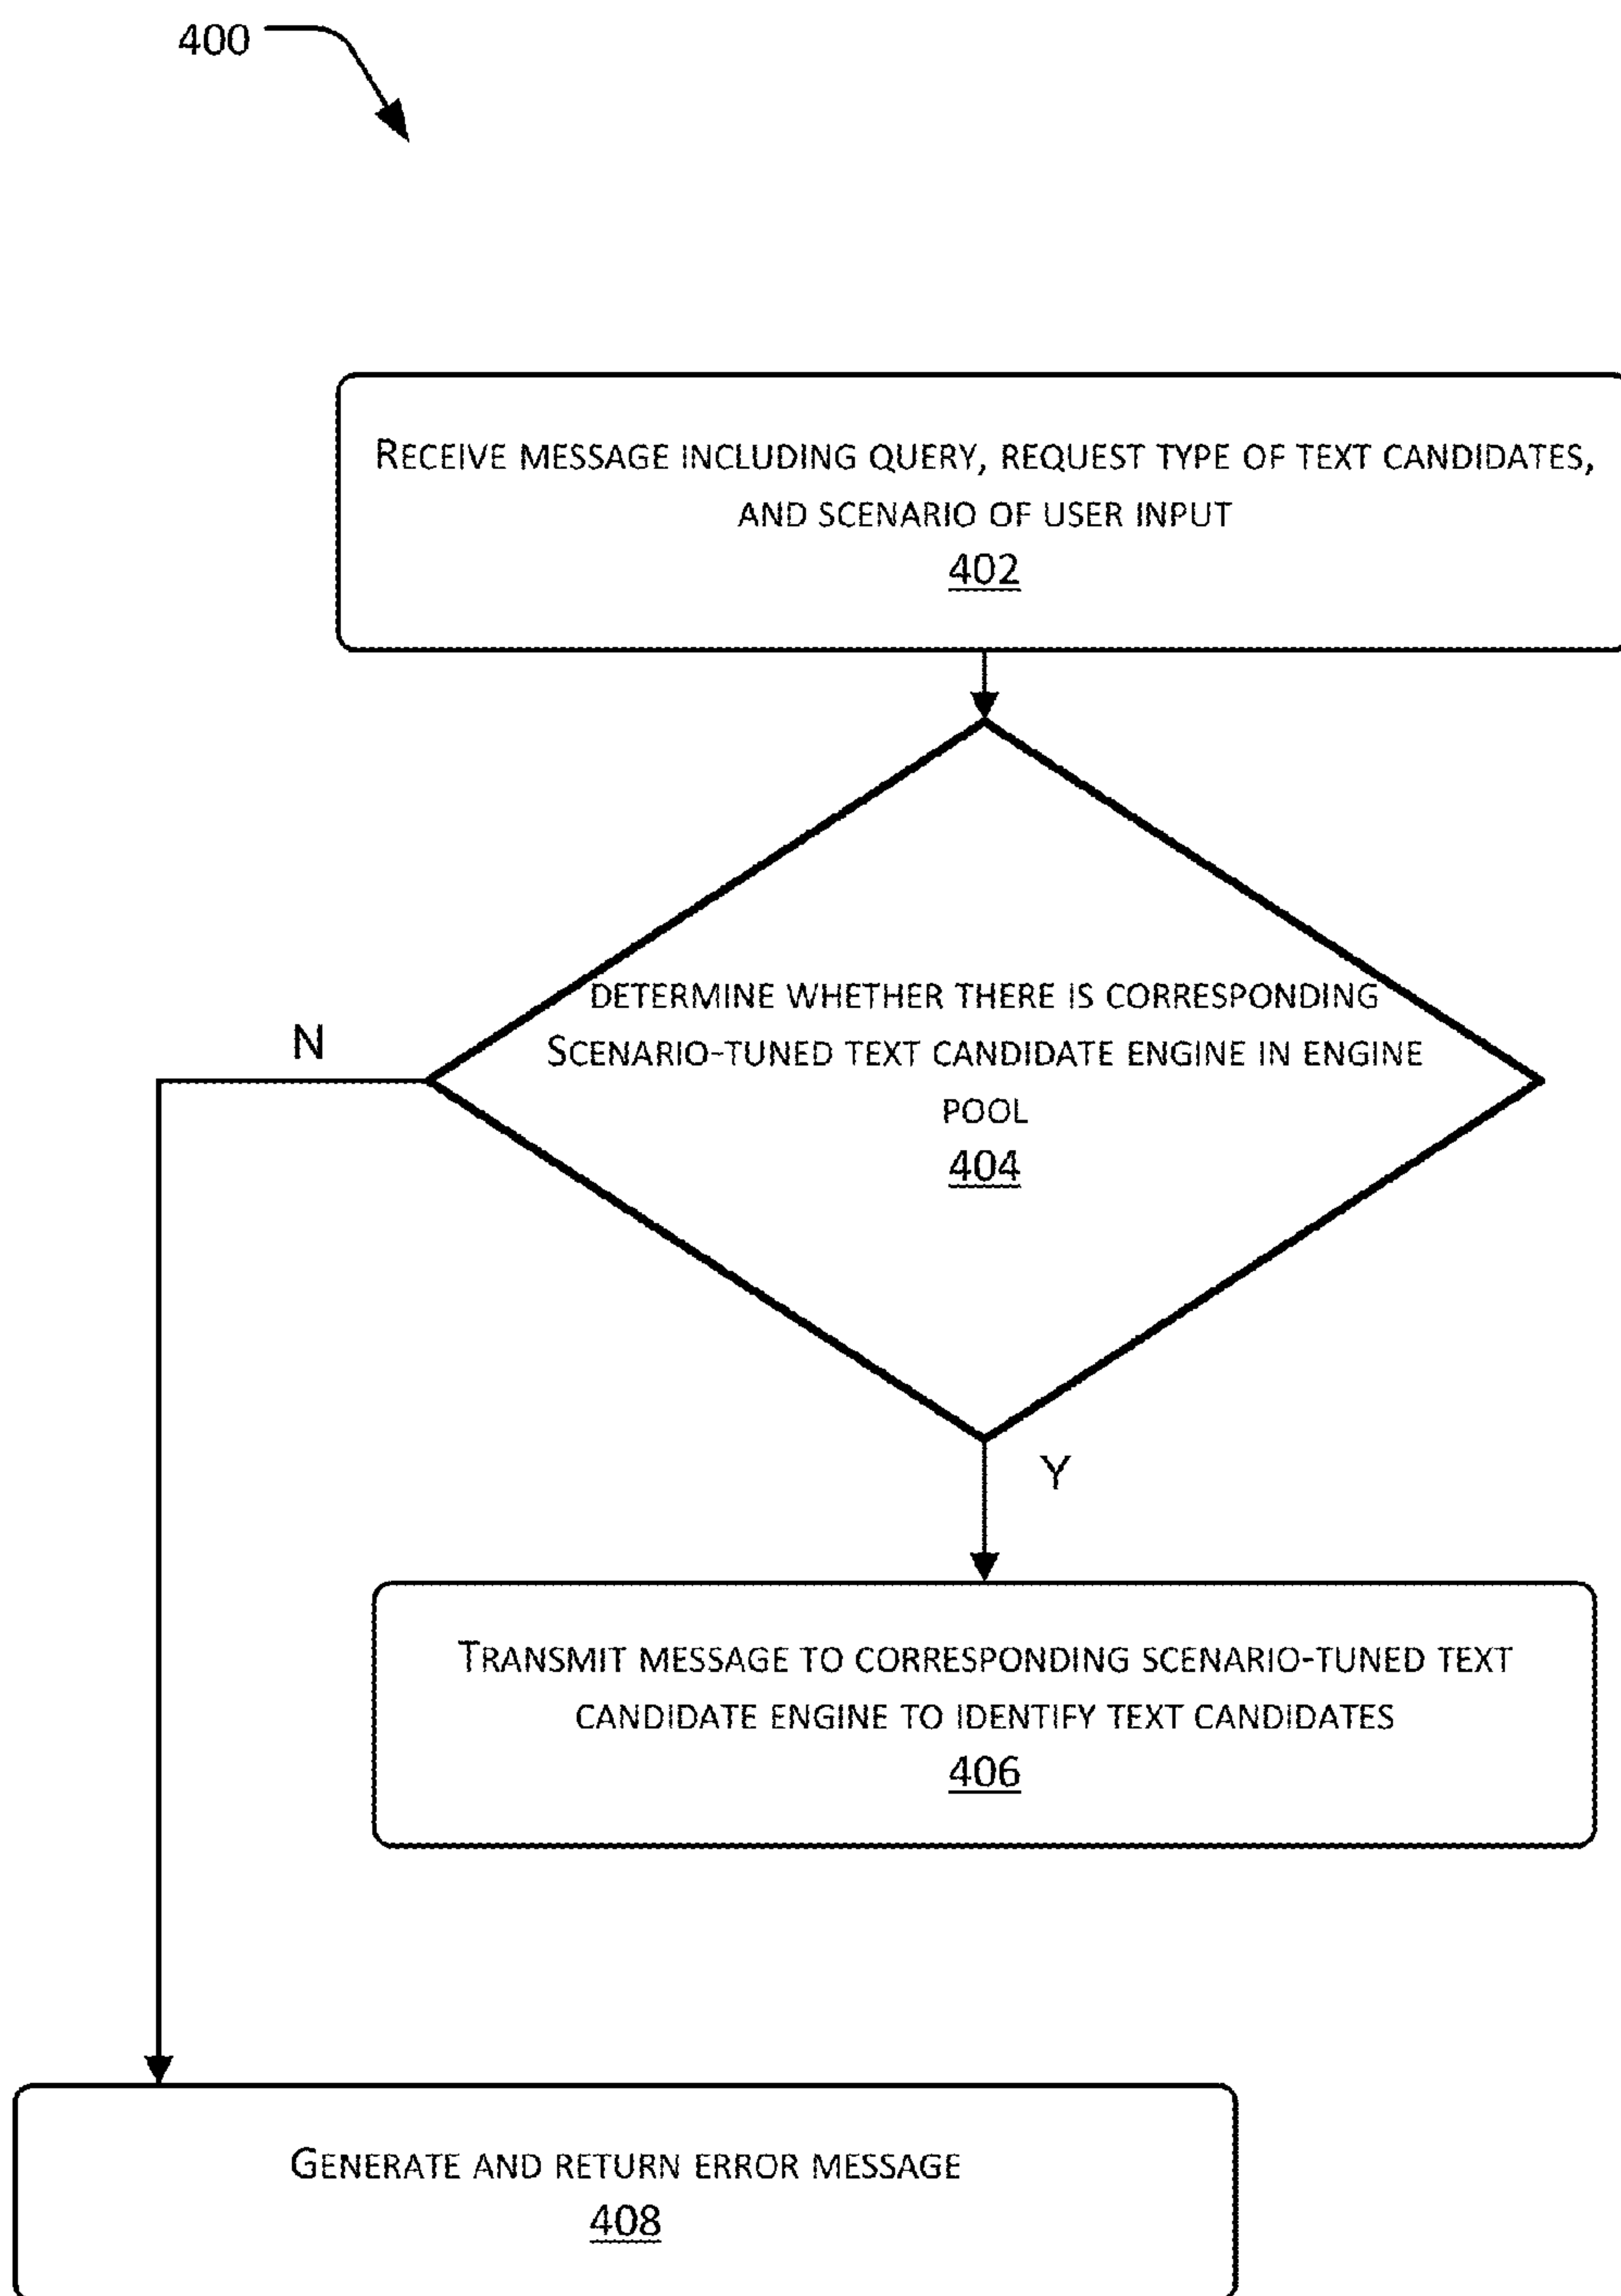 400
RECEIVE MESSAGE INCLUDING QUERY, REQUEST TYPE OF TEXT CANDIDATES,
AND SCENARIO OF USER INPUT
402
DETERMINE WHETHER THERE IS CORRESPONDING
SCENARIO-TUNED TEXT CANDIDATE ENGINE IN ENGINE
POOL
404
N
Y
TRANSMIT MESSAGE TO CORRESPONDING SCENARIO-TUNED TEXT
CANDIDATE ENGINE TO IDENTIFY TEXT CANDIDATES
406
GENERATE AND RETURN ERROR MESSAGE
408